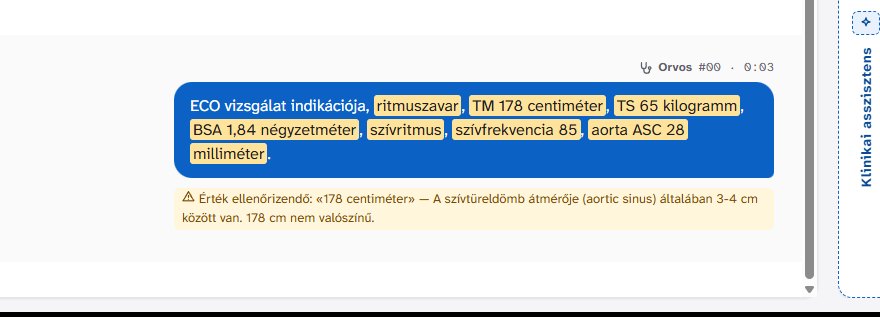 Orvos #00 · 0:03
ECO vizsgálat indikációja, ritmuszavar, TM 178 centiméter, TS 65 kilogramm,
BSA 1,84 négyzetméter, szívritmus, szívfrekvencia 85, aorta ASC 28
milliméter.
⚠ Érték ellenőrizendő: «178 centiméter» — A szívtüreldömb átmérője (aortic sinus) általában 3-4 cm
között van. 178 cm nem valószínű.
Klinikai asszisztens